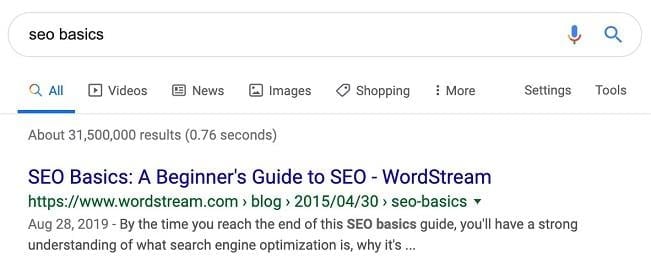 seo basics
All Videos News Images Shopping More Settings Tools
About 31,500,000 results (0.76 seconds)
SEO Basics: A Beginner's Guide to SEO - WordStream
https://www.wordstream.com › blog › 2015/04/30 › seo-basics
Aug 28, 2019 - By the time you reach the end of this SEO basics guide, you'll have a strong
understanding of what search engine optimization is, why it's ...